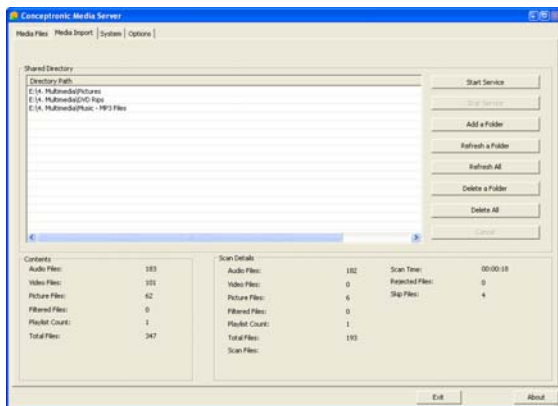 Conceptronic Media Server
Media Files Media Import System Options
Shared Directory
Directory Path
E:\4. Multimedia\Pictures
E:\4. Multimedia\DVD Rips
E:\4. Multimedia\Music - MP3 Files
Start Service
Stop Service
Add a Folder
Refresh a Folder
Refresh All
Delete a Folder
Delete All
Cancel
Contents
Audio Files: 183
Video Files: 101
Picture Files: 62
Filtered Files: 0
Playlist Count: 1
Total Files: 347
Scan Details
Audio Files: 182 Scan Time: 00:00:18
Video Files: 0 Rejected Files: 0
Picture Files: 6 Skip Files: 4
Filtered Files: 0
Playlist Count: 1
Total Files: 193
Scan Files:
Exit About